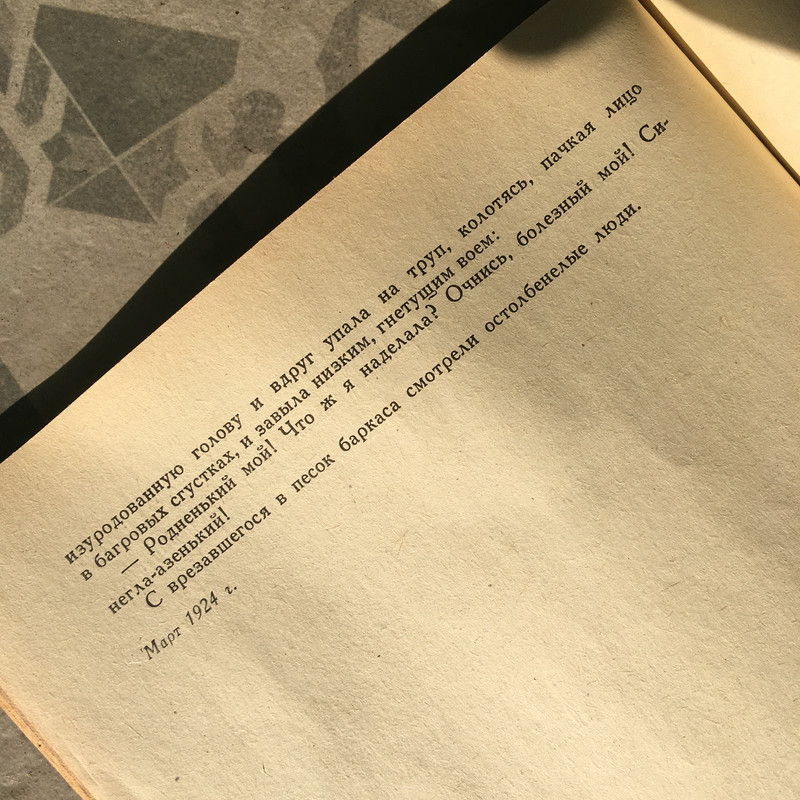 изуродованную голову и вдруг упала на труп, колотясь, пачкая лицо
в багровых сгустках, и завыла низким, гнетущим воем:
— Родненький мой! Что ж я наделала? Очнись, болезный мой! Си-
негла-азенький!
С врезавшегося в песок баркаса смотрели остолбенелые люди.
Март 1924 г.